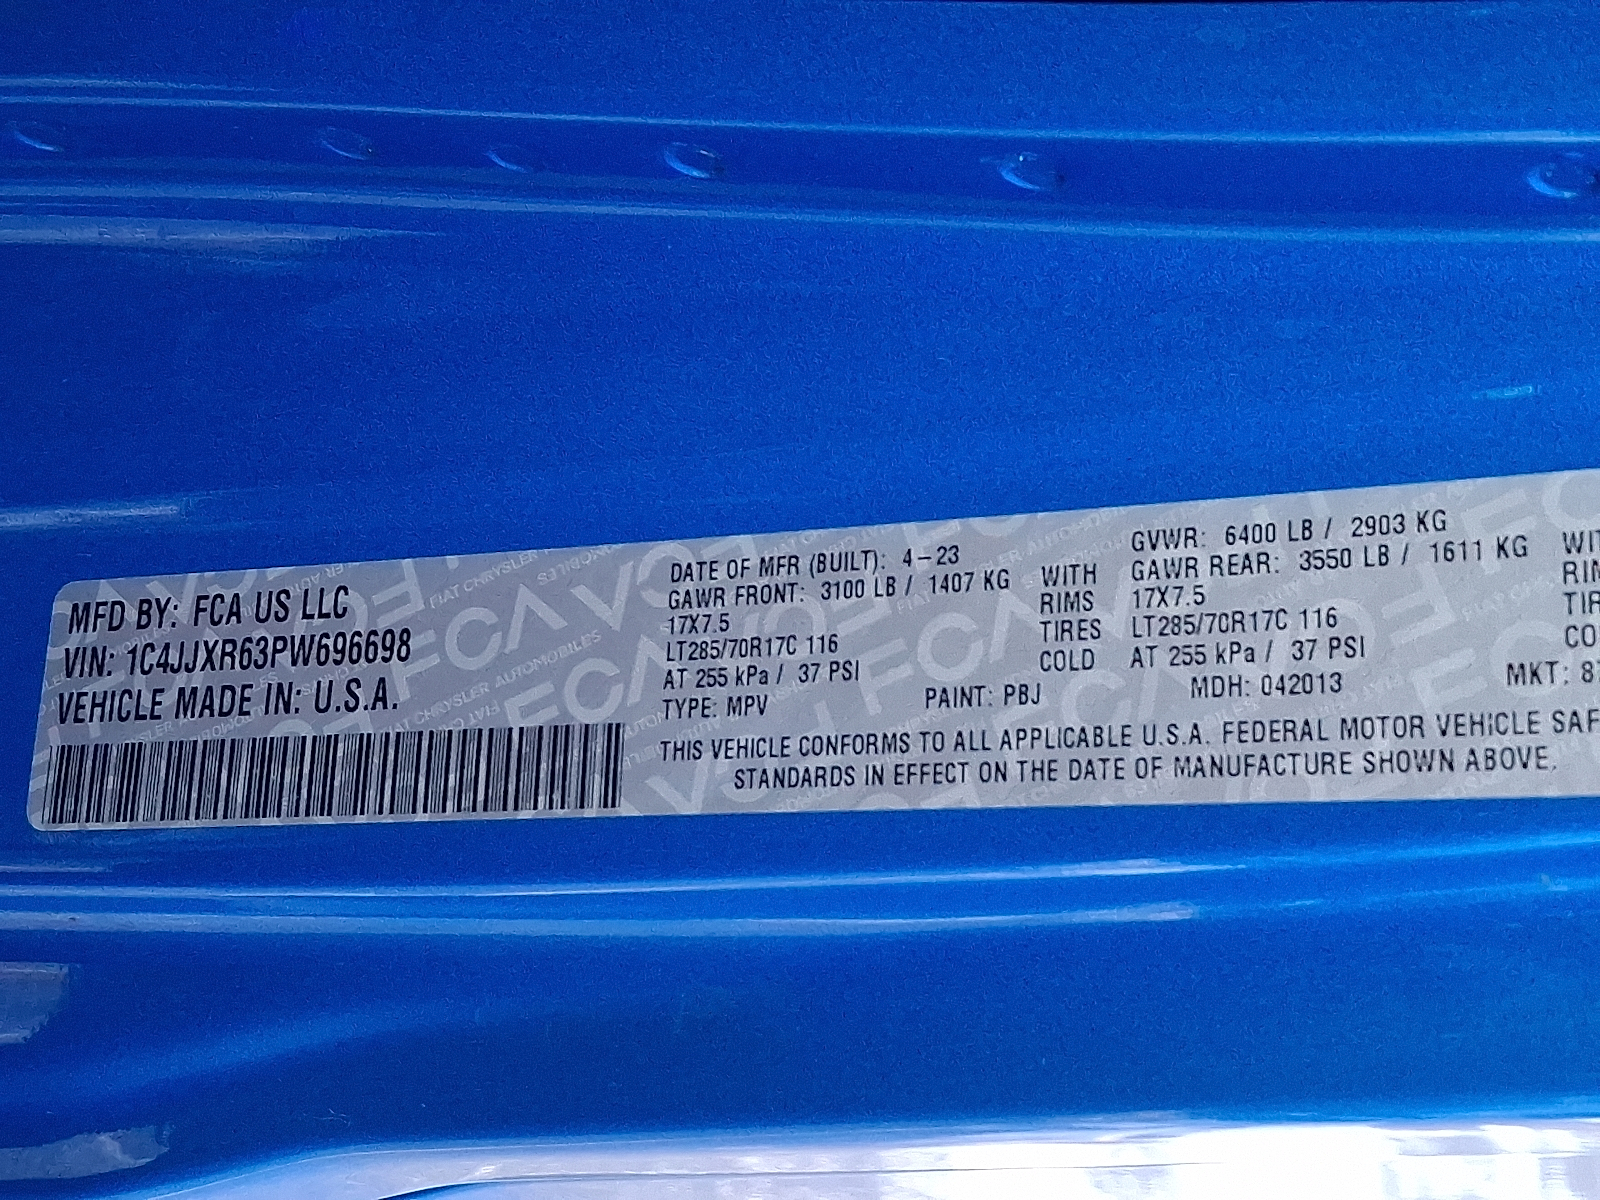 MFD BY: FCA US LLC
VIN: 1C4JJXR63PW696698
VEHICLE MADE IN: U.S.A.
DATE OF MFR (BUILT): 4-23
GAWR FRONT: 3100 LB / 1407 KG
17X7.5
LT285/70R17C 116
AT 255 kPa / 37 PSI
TYPE: MPV
WITH
RIMS
TIRES
COLD
GVWR: 6400 LB / 2903 KG
GAWR REAR: 3550 LB / 1611 KG
17X7.5
LT285/70R17C 116
AT 255 kPa / 37 PSI
PAINT: PBJ
MDH: 042013
MKT:
THIS VEHICLE CONFORMS TO ALL APPLICABLE U.S.A. FEDERAL MOTOR VEHICLE SAF
STANDARDS IN EFFECT ON THE DATE OF MANUFACTURE SHOWN ABOVE.